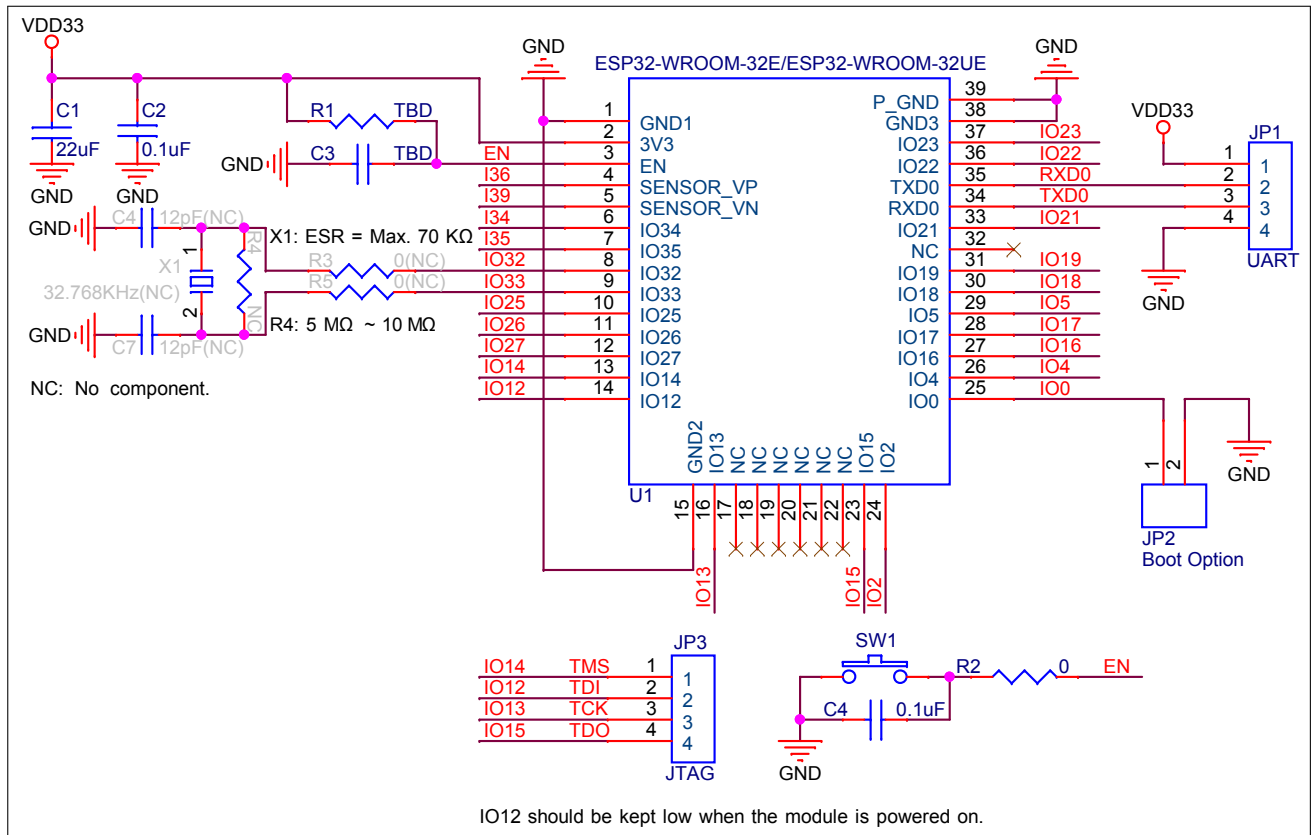 VDD33
C1
22uF
GND
C2
0.1uF
GND
R1
TBD
GND
C3
TBD
EN
GND
C4
12pF(NC)
1
X1
32.768KHz(NC)
2
R4
NC
GND
C7
12pF(NC)
X1: ESR = Max. 70 KΩ
R3
0(NC)
R5
0(NC)
R4: 5 MΩ ~ 10 MΩ
NC: No component.
GND
ESP32-WROOM-32E/ESP32-WROOM-32UE
GND
1 GND1
2 3V3
3 EN
I36 4 SENSOR_VP
I39 5 SENSOR_VN
I34 6 IO34
I35 7 IO35
IO32 8 IO32
IO33 9 IO33
IO25 10 IO25
IO26 11 IO26
IO27 12 IO27
IO14 13 IO14
IO12 14 IO12
P_GND 39
GND3 38
IO23 37 IO23
IO22 36 IO22
TXD0 35 RXD0
RXD0 34 TXD0
IO21 33 IO21
NC 32
IO19 31 IO19
IO18 30 IO18
IO5 29 IO5
IO17 28 IO17
IO16 27 IO16
IO4 26 IO4
IO0 25 IO0
GND2 15
IO13 16 IO13
NC 17
NC 18
NC 19
NC 20
NC 21
NC 22
IO15 23 IO15
IO2 24 IO2
U1
VDD33
JP1
1 1
2 2
3 3
4 4
UART
GND
1
2
GND
JP2
Boot Option
JP3
IO14 TMS 1 1
IO12 TDI 2 2
IO13 TCK 3 3
IO15 TDO 4 4
JTAG
SW1
R2
0
EN
C4
0.1uF
GND
IO12 should be kept low when the module is powered on.